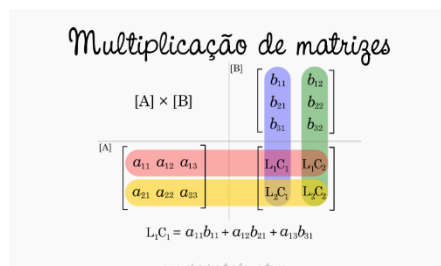 Multiplicação de matrizes
[B]
[A] × [B]
b₁₁ b₁₂
b₂₁ b₂₂
b₃₁ b₃₂
[A]
a₁₁ a₁₂ a₁₃ L₁C₁ L₁C₂
a₂₁ a₂₂ a₂₃ L₂C₁ L₂C₂
L₁C₁ = a₁₁b₁₁ + a₁₂b₂₁ + a₁₃b₃₁